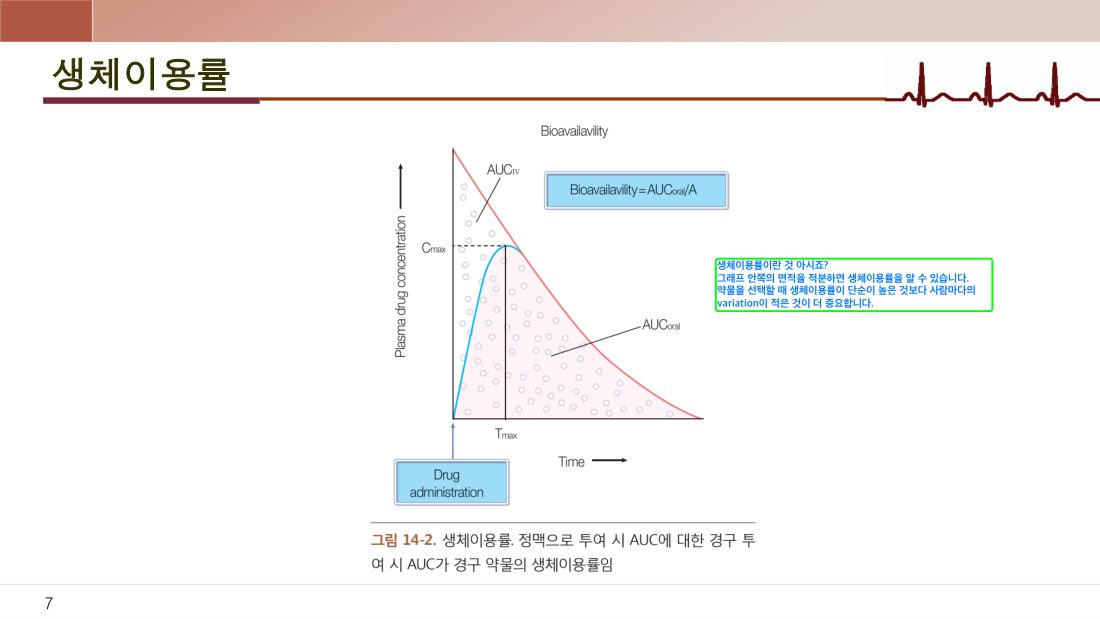 생체이용률
Bioavailavility
AUCIV
Bioavailavility=AUCoral/A
Cmax
Plasma drug concentration
생체이용률이란 것 아시죠?
그래프 안쪽의 면적을 적분하면 생체이용률을 알 수 있습니다.
약물을 선택할 때 생체이용률이 단순이 높은 것보다 사람마다의
variation이 적은 것이 더 중요합니다.
AUCoral
Tmax
Time
Drug
administration
그림 14-2. 생체이용률. 정맥으로 투여 시 AUC에 대한 경구 투
여 시 AUC가 경구 약물의 생체이용률임
7